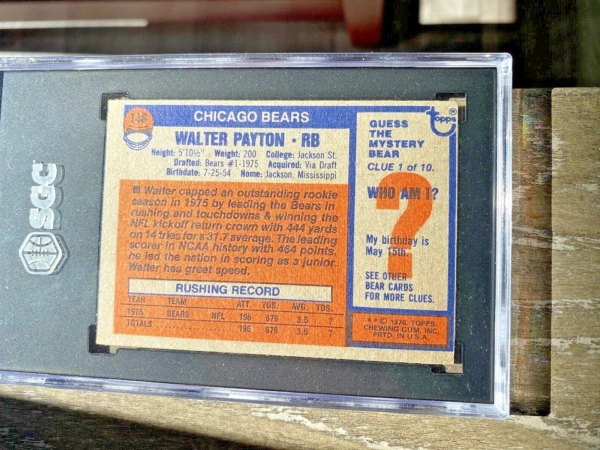 SGC
148
CHICAGO BEARS
WALTER PAYTON • RB
Height: 5'10½" Weight: 200 College: Jackson St.
Drafted: Bears #1-1975 Acquired: Via Draft
Birthdate: 7-25-54 Home: Jackson, Mississippi
Walter capped an outstanding rookie
season in 1975 by leading the Bears in
rushing and touchdowns & winning the
NFL kickoff return crown with 444 yards
on 14 tries for a 31.7 average. The leading
scorer in NCAA history with 464 points,
he led the nation in scoring as a junior.
Walter has great speed.
RUSHING RECORD
YEAR TEAM ATT. YDS. AVG. TDS.
1975 BEARS NFL 196 679 3.5 7
TOTALS 196 679 3.5 7
Topps®
GUESS
THE
MYSTERY
BEAR
CLUE 1 of 10.
WHO AM I?
?
My birthday is
May 15th.
SEE OTHER
BEAR CARDS
FOR MORE CLUES.
**© 1976, TOPPS
CHEWING GUM, INC.
PRTD. IN U.S.A.